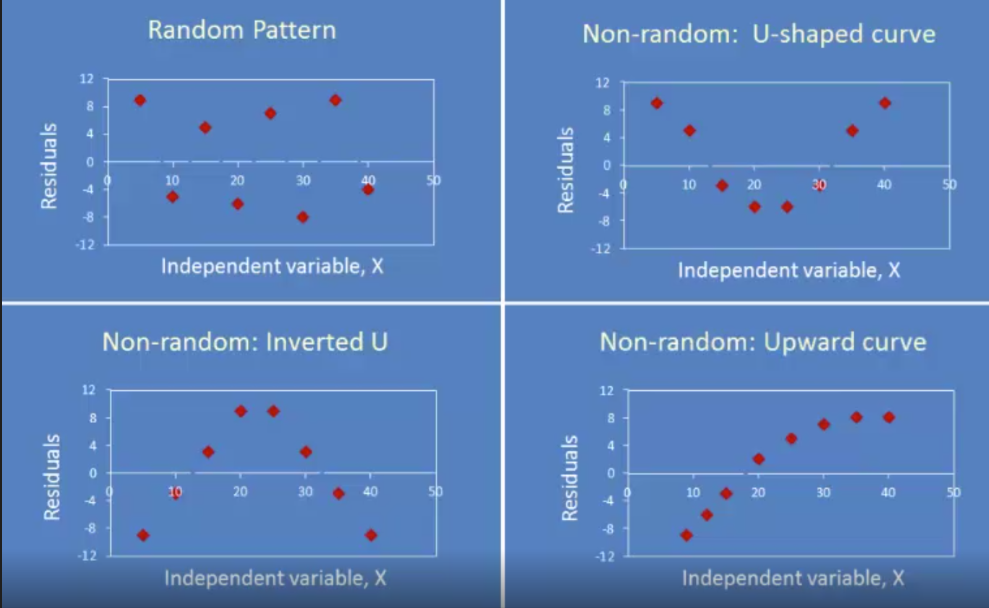 Random Pattern
12
8
4
0
-4
-8
-12
0 10 20 30 40 50
Residuals
Independent variable, X
Non-random: U-shaped curve
12
8
4
0
-4
-8
-12
0 10 20 30 40 50
Residuals
Independent variable, X
Non-random: Inverted U
12
8
4
0
-4
-8
-12
0 10 20 30 40 50
Residuals
Independent variable, X
Non-random: Upward curve
12
8
4
0
-4
-8
-12
0 10 20 30 40 50
Residuals
Independent variable, X